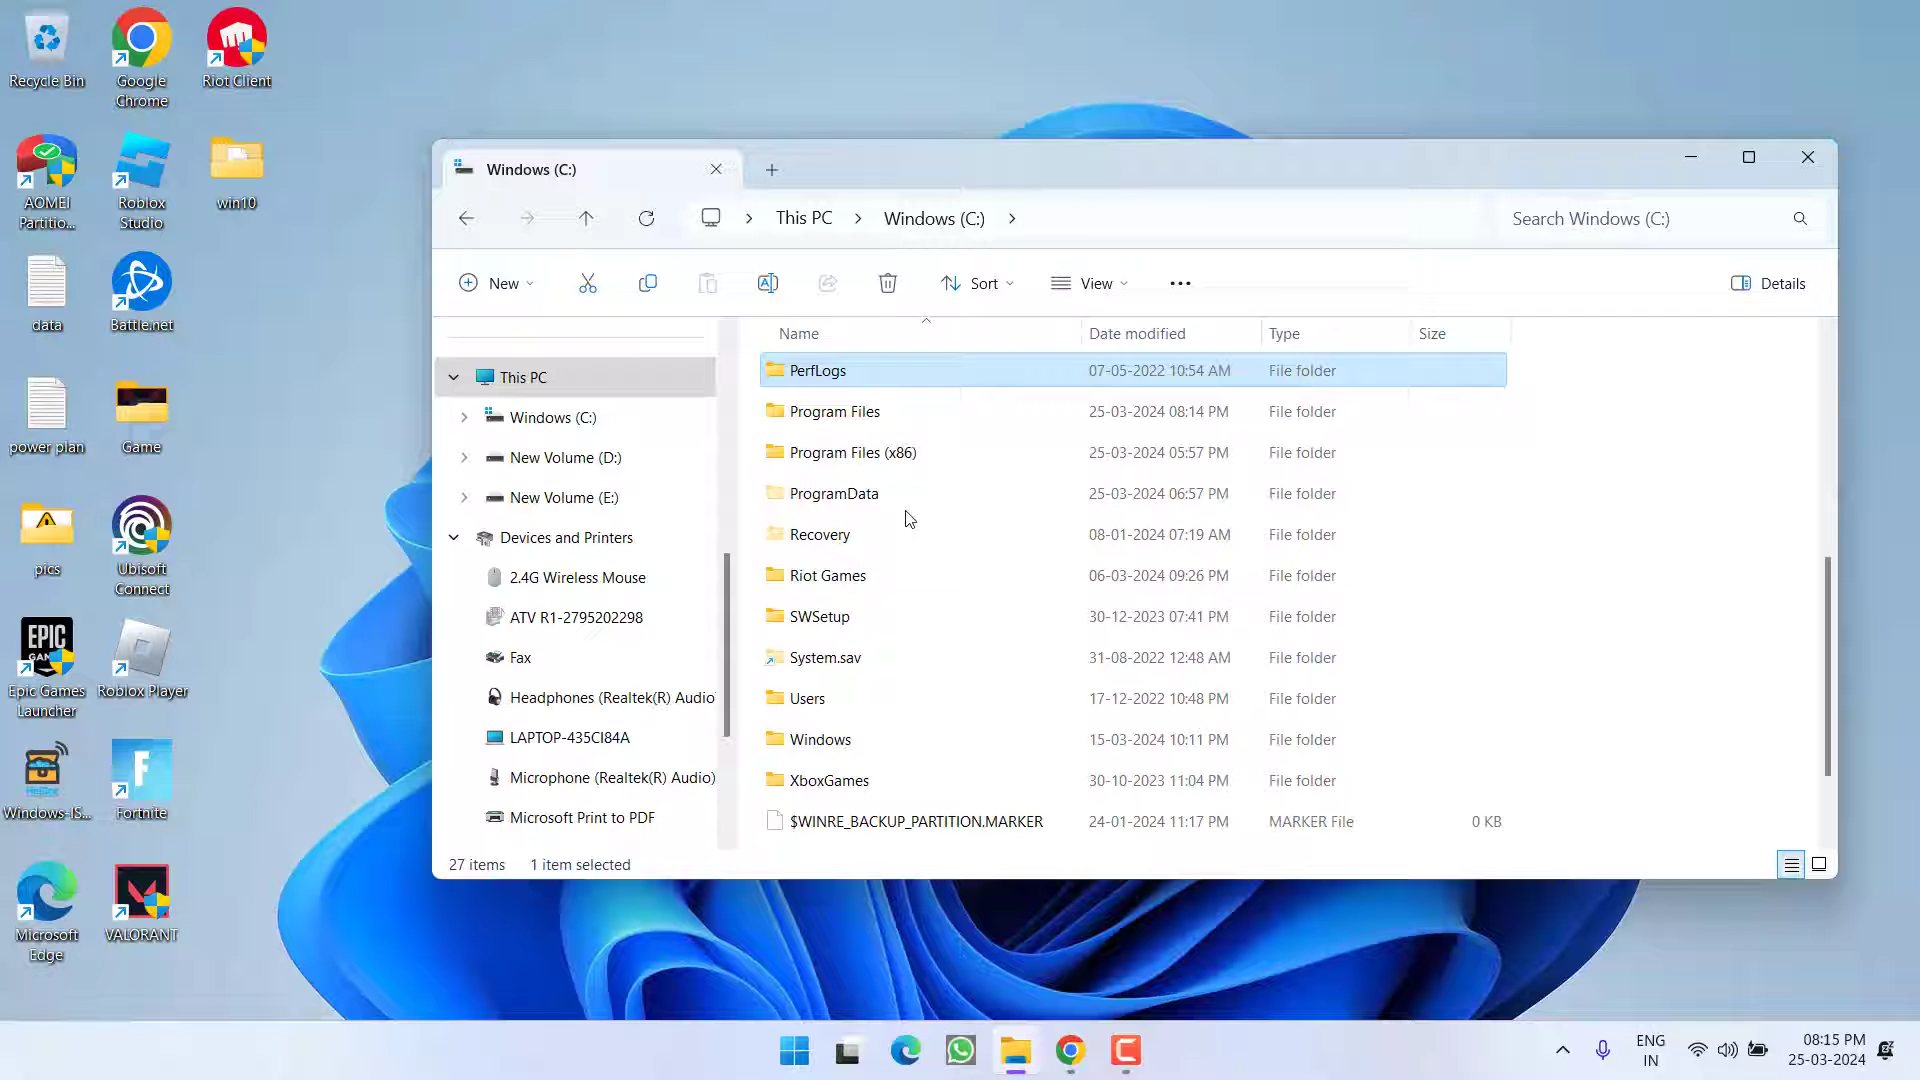 Recycle Bin
Google
Chrome
Riot Client
AOMEI
Partitio...
Roblox
Studio
win10
data
Battle.net
power plan
Game
pics
Ubisoft
Connect
EPIC
GAMES
Epic Games
Launcher
Roblox Player
Windows-IS...
Fortnite
Microsoft
Edge
VALORANT
Windows (C:)
This PC
Windows (C:)
Search Windows (C:)
New
Sort
View
Details
This PC
Windows (C:)
New Volume (D:)
New Volume (E:)
Devices and Printers
2.4G Wireless Mouse
ATV R1-2795202298
Fax
Headphones (Realtek(R) Audio
LAPTOP-435CI84A
Microphone (Realtek(R) Audio)
Microsoft Print to PDF
Name Date modified Type Size
PerfLogs 07-05-2022 10:54 AM File folder
Program Files 25-03-2024 08:14 PM File folder
Program Files (x86) 25-03-2024 05:57 PM File folder
ProgramData 25-03-2024 06:57 PM File folder
Recovery 08-01-2024 07:19 AM File folder
Riot Games 06-03-2024 09:26 PM File folder
SWSetup 30-12-2023 07:41 PM File folder
System.sav 31-08-2022 12:48 AM File folder
Users 17-12-2022 10:48 PM File folder
Windows 15-03-2024 10:11 PM File folder
XboxGames 30-10-2023 11:04 PM File folder
$WINRE_BACKUP_PARTITION.MARKER 24-01-2024 11:17 PM MARKER File 0 KB
27 items 1 item selected
ENG
IN
08:15 PM
25-03-2024